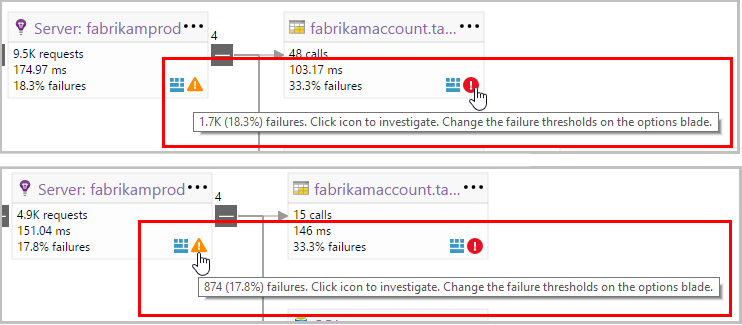 Server: fabrikamprod •••
4
fabrikamaccount.ta... •••
9.5K requests
174.97 ms
18.3% failures
48 calls
103.17 ms
33.3% failures
1.7K (18.3%) failures. Click icon to investigate. Change the failure thresholds on the options blade.
Server: fabrikamprod •••
4
fabrikamaccount.ta... •••
4.9K requests
151.04 ms
17.8% failures
15 calls
146 ms
33.3% failures
874 (17.8%) failures. Click icon to investigate. Change the failure thresholds on the options blade.